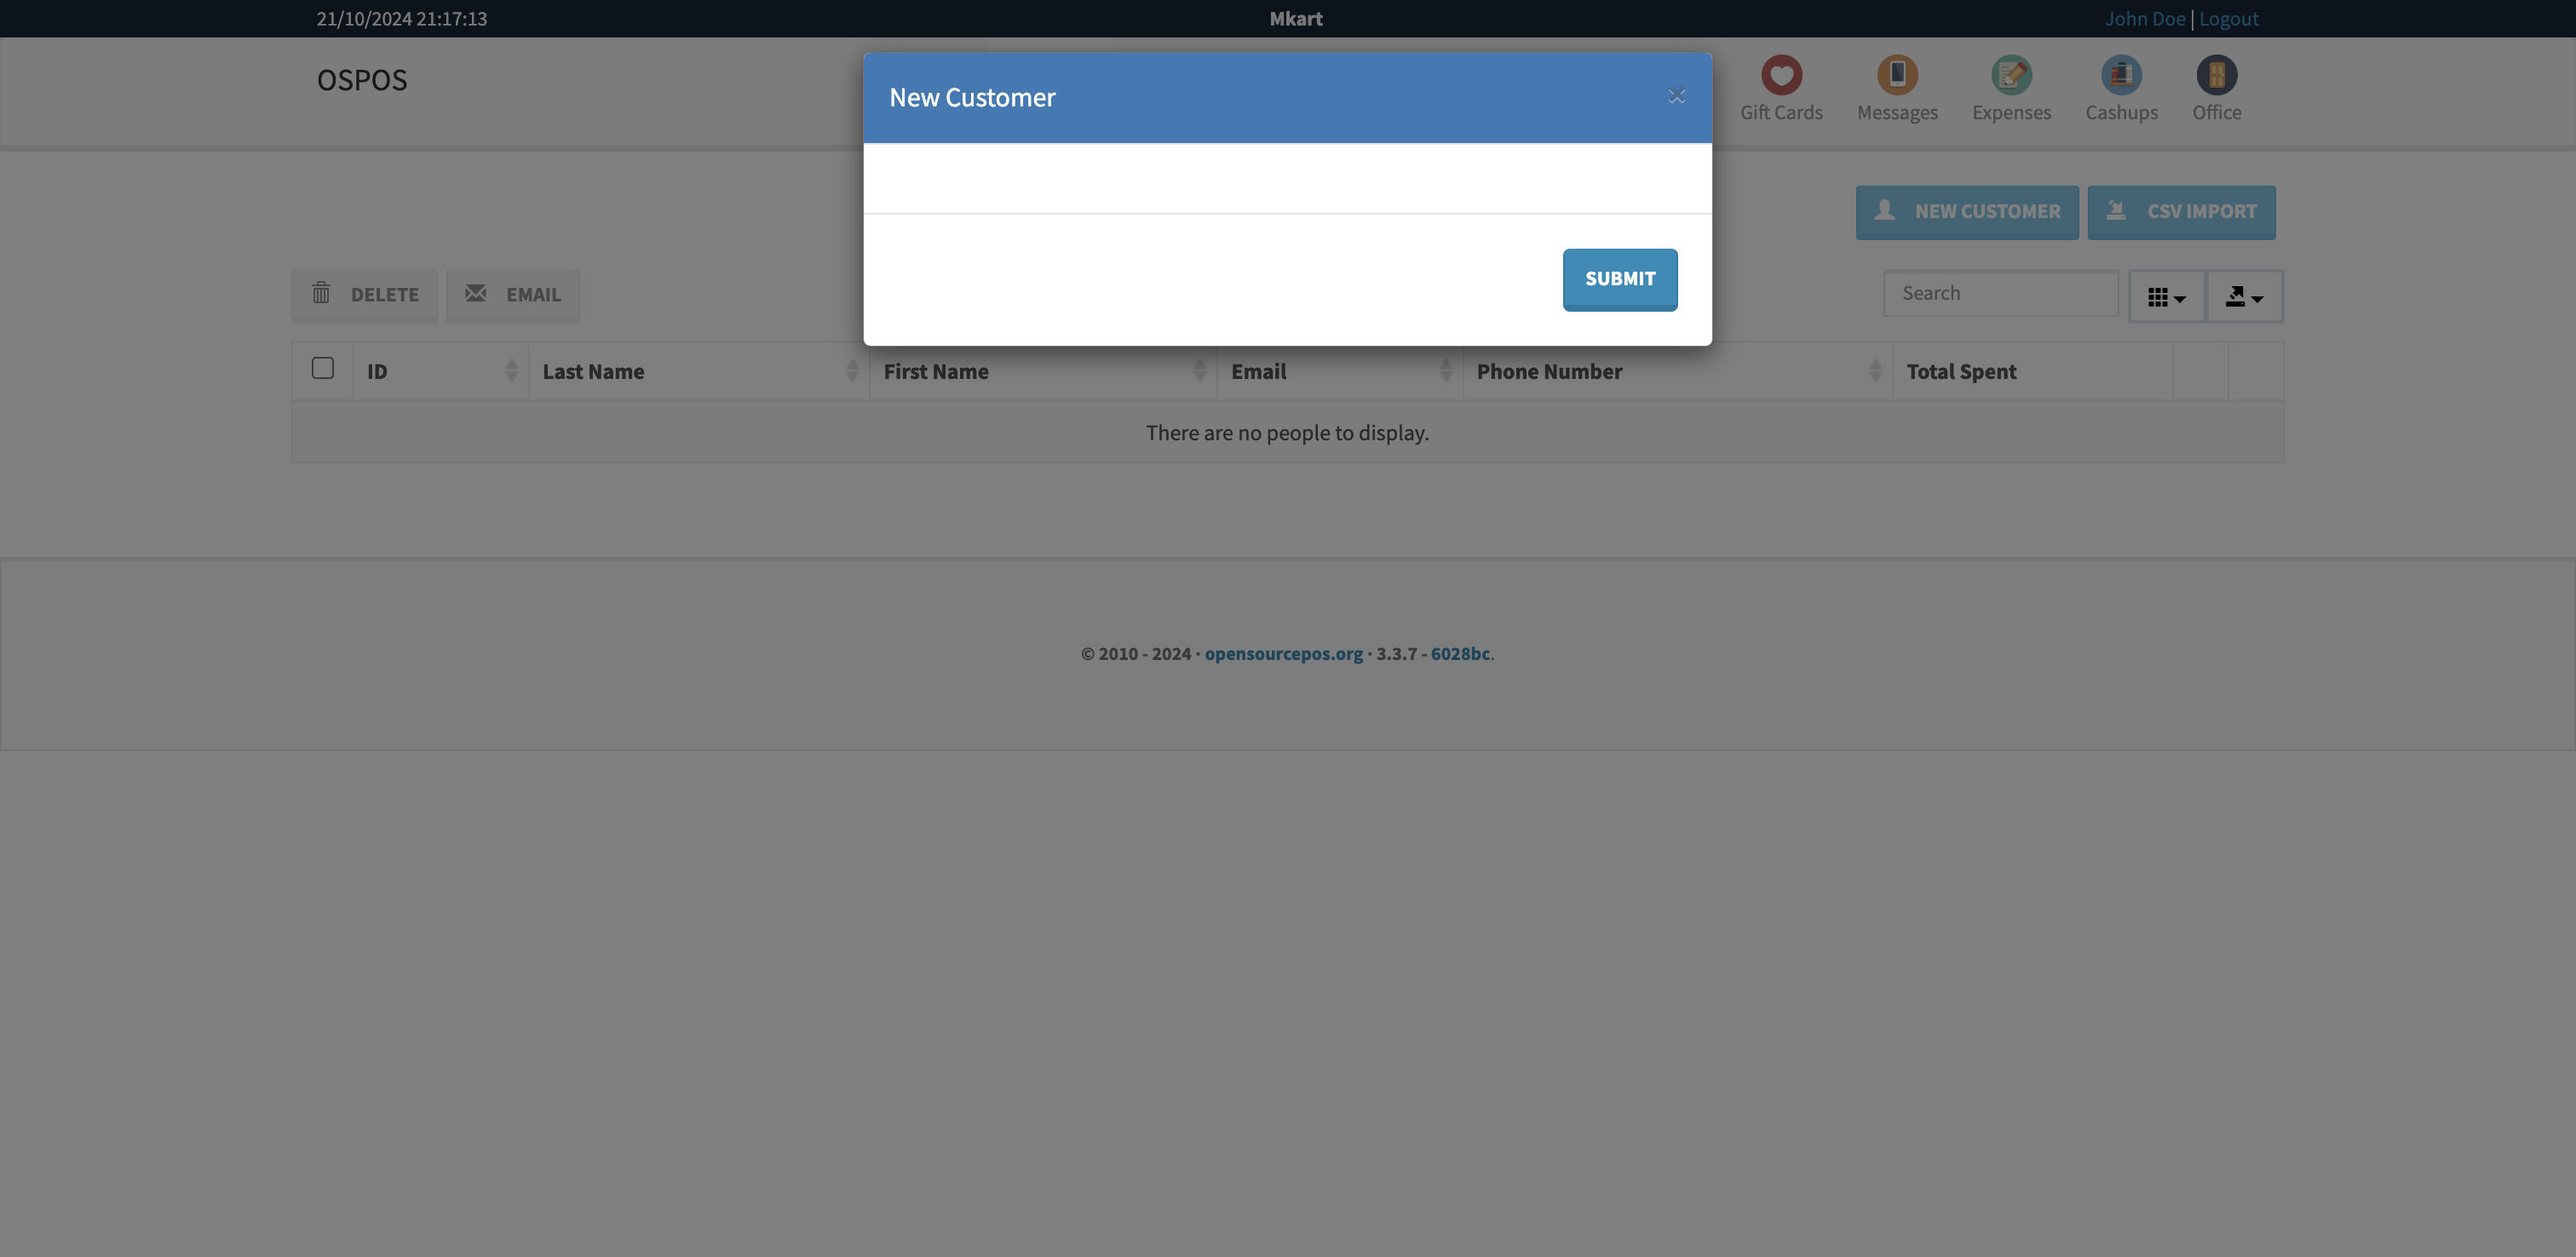 21/10/2024 21:17:13
Mkart
John Doe | Logout
OSPOS
Gift Cards
Messages
Expenses
Cashups
Office
New Customer
×
SUBMIT
NEW CUSTOMER
CSV IMPORT
DELETE
EMAIL
Search
ID
Last Name
First Name
Email
Phone Number
Total Spent
There are no people to display.
© 2010 - 2024 · opensourcepos.org · 3.3.7 - 6028bc.